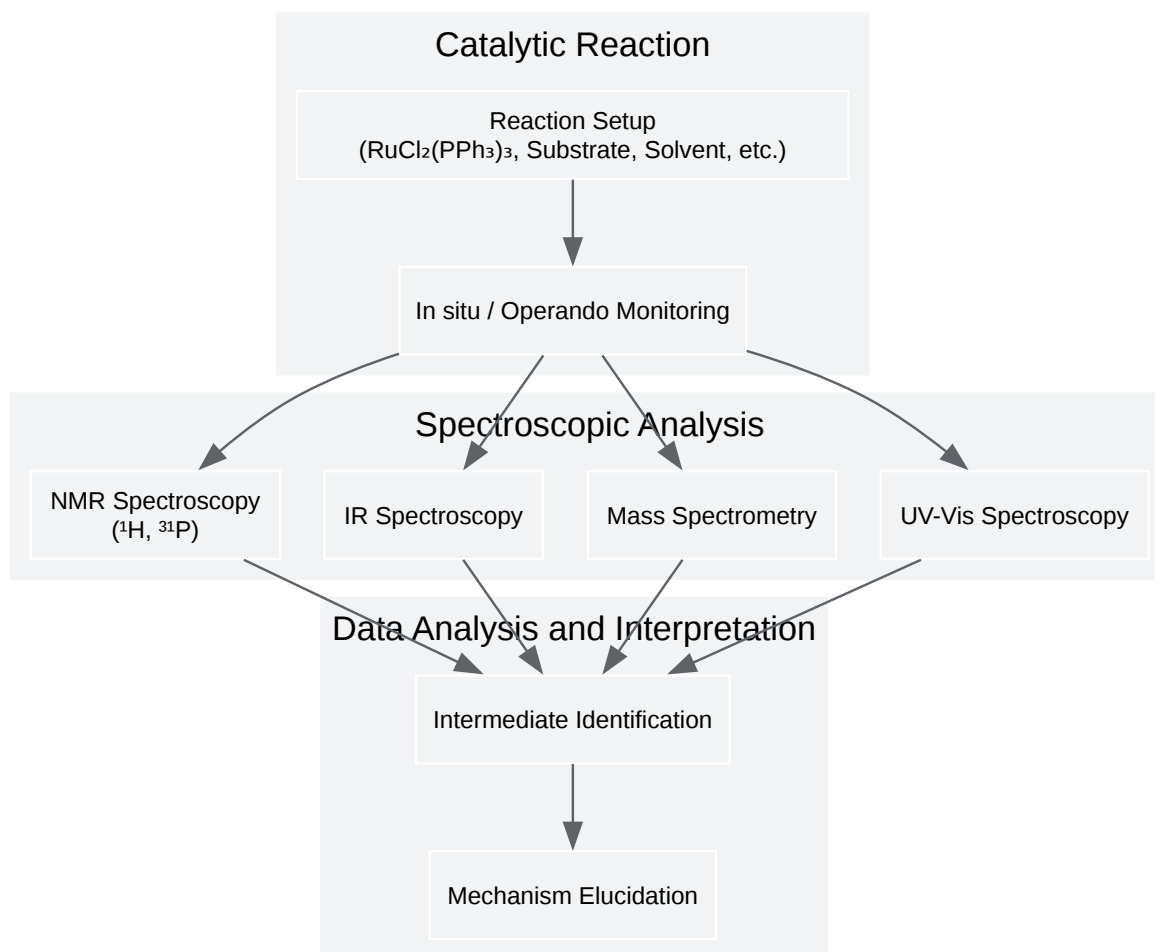 Catalytic Reaction
Reaction Setup
(RuCl₂(PPh₃)₃, Substrate, Solvent, etc.)
In situ / Operando Monitoring
Spectroscopic Analysis
NMR Spectroscopy
(¹H, ³¹P)
IR Spectroscopy
Mass Spectrometry
UV-Vis Spectroscopy
Data Analysis and Interpretation
Intermediate Identification
Mechanism Elucidation